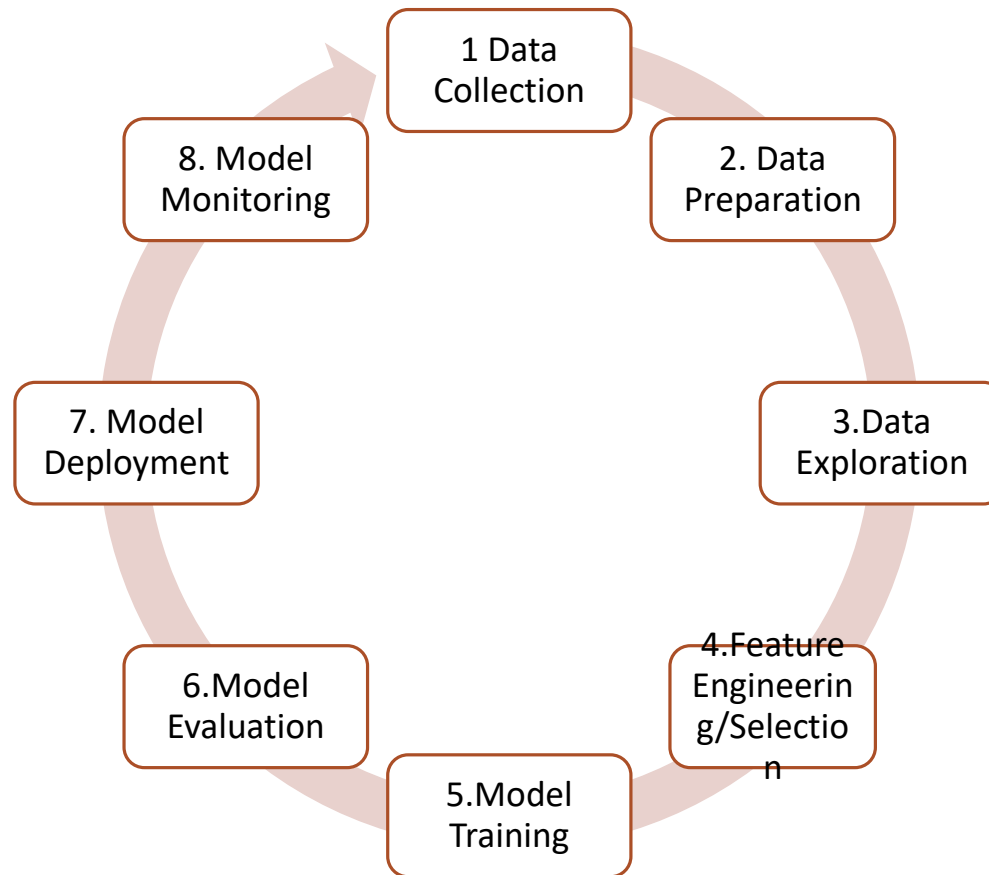 1 Data
Collection
2. Data
Preparation
3.Data
Exploration
4.Feature
Engineerin
g/Selectio
n
5.Model
Training
6.Model
Evaluation
7. Model
Deployment
8. Model
Monitoring